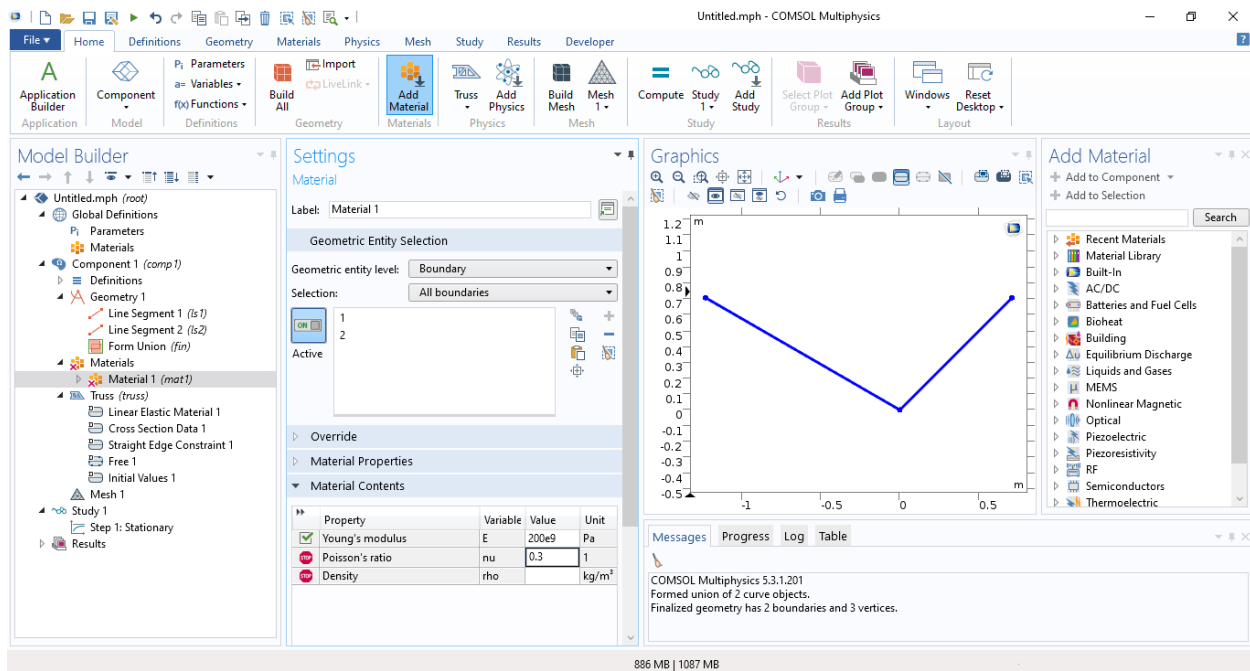 Untitled.mph - COMSOL Multiphysics
File Home Definitions Geometry Materials Physics Mesh Study Results Developer
Application Builder
Application
Component
Model
Pi Parameters
a= Variables
f(x) Functions
Definitions
Build All
Import
LiveLink
Geometry
Add Material
Materials
Truss
Add Physics
Physics
Build Mesh
Mesh 1
Mesh
Compute
Study 1
Add Study
Study
Select Plot Group
Add Plot Group
Results
Windows
Reset Desktop
Layout
Model Builder
Untitled.mph (root)
Global Definitions
Pi Parameters
Materials
Component 1 (comp1)
Definitions
Geometry 1
Line Segment 1 (ls1)
Line Segment 2 (ls2)
Form Union (fin)
Materials
Material 1 (mat1)
Truss (truss)
Linear Elastic Material 1
Cross Section Data 1
Straight Edge Constraint 1
Free 1
Initial Values 1
Mesh 1
Study 1
Step 1: Stationary
Results
Settings
Material
Label: Material 1
Geometric Entity Selection
Geometric entity level: Boundary
Selection: All boundaries
ON
Active
1
2
Override
Material Properties
Material Contents
Property Variable Value Unit
Young's modulus E 200e9 Pa
STOP Poisson's ratio nu 0.3 1
STOP Density rho kg/m³
Graphics
m
1.2
1.1
1
0.9
0.8
0.7
0.6
0.5
0.4
0.3
0.2
0.1
0
-0.1
-0.2
-0.3
-0.4
-0.5
m
-1 -0.5 0 0.5
Messages Progress Log Table
COMSOL Multiphysics 5.3.1.201
Formed union of 2 curve objects.
Finalized geometry has 2 boundaries and 3 vertices.
Add Material
Add to Component
Add to Selection
Search
Recent Materials
Material Library
Built-In
AC/DC
Batteries and Fuel Cells
Bioheat
Building
Equilibrium Discharge
Liquids and Gases
MEMS
Nonlinear Magnetic
Optical
Piezoelectric
Piezoresistivity
RF
Semiconductors
Thermoelectric
886 MB | 1087 MB